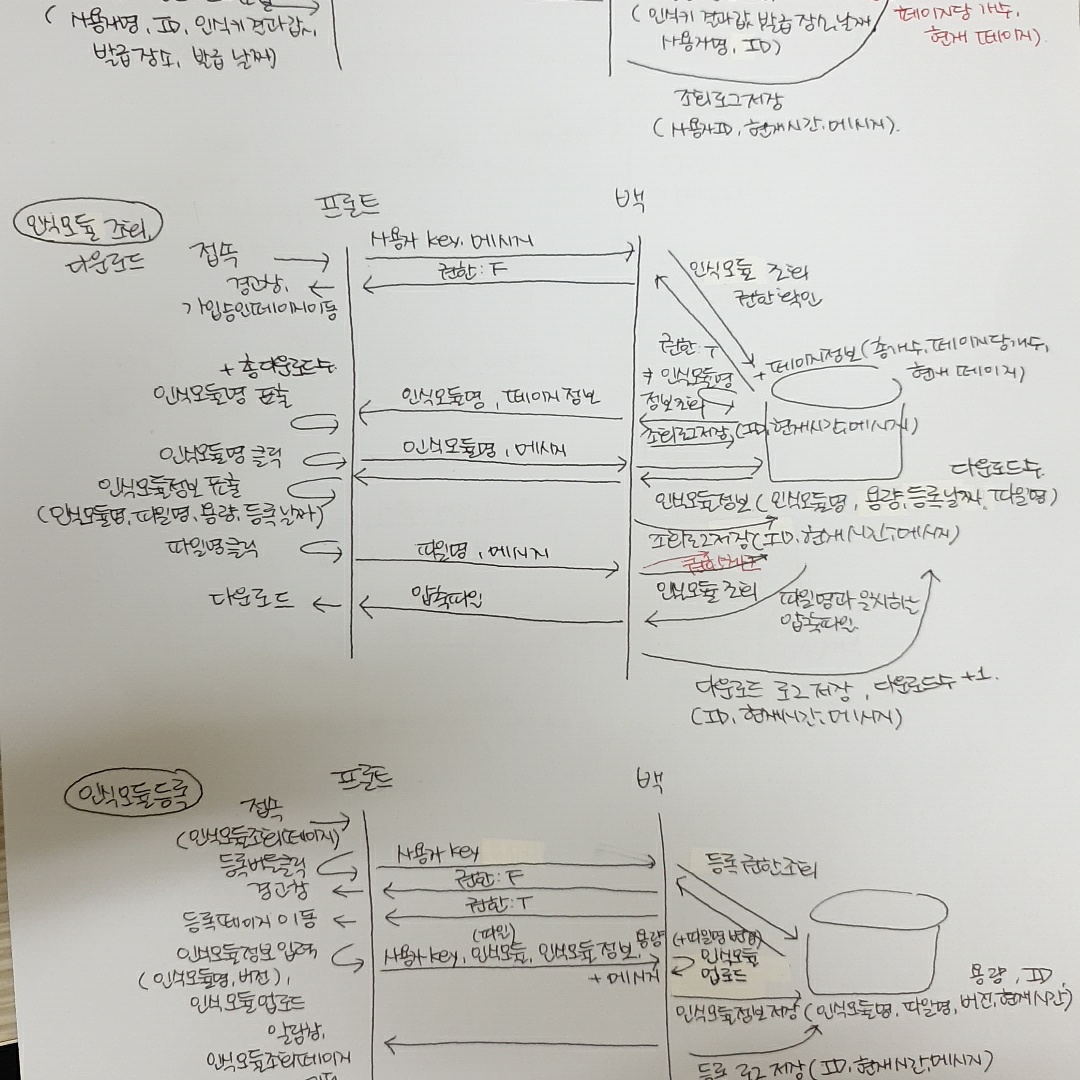 (사용자명, ID, 인식키 결과값,
발급 장소, 발급 날짜)
(인식키 결과값, 발급 장소, 날짜
사용자명, ID)
페이지당 개수,
현재 페이지).
조회로그저장
(사용자ID, 현재시간, 메시지).
인식모듈 조회,
다운로드
프론트
백
접속
사용자 key, 메시지
권한: F
경고창,
가입승인페이지이동
인식모듈 조회
권한 확인
권한: T
+ 페이지정보(총개수, 페이지당개수,
현재 페이지)
+ 총다운로드수
인식모듈명 표출
인식모듈명, 페이지 정보
인식모듈명
정보조회
조회로그저장(ID, 현재시간, 메시지)
인식모듈명 클릭
인식모듈명, 메시지
인식모듈정보 표출
(인식모듈명, 파일명, 용량, 등록날짜)
다운로드수
인식모듈정보(인식모듈명, 용량, 등록날짜, 파일명)
조회로그저장(ID, 현재시간, 메시지)
파일명클릭
파일명, 메시지
인식모듈 조회
파일명과 일치하는
압축파일
다운로드
압축파일
다운로드 로그 저장, 다운로드수 +1.
(ID, 현재시간, 메시지)
인식모듈등록
프론트
백
접속
(인식모듈조회페이지)
등록버튼클릭
사용자 key
등록 권한조회
경고창
권한: F
등록페이지 이동
권한: T
인식모듈정보 입력
(인식모듈명, 버전),
인식모듈 업로드
(파일)
사용자 key, 인식모듈, 인식모듈 정보, 용량
+ 메시지
(+파일명 변경)
인식모듈
업로드
용량, ID,
인식모듈정보 저장(인식모듈명, 파일명, 버전, 현재시간)
알림창,
인식모듈조회페이지
등록 로그 저장(ID, 현재시간, 메시지)